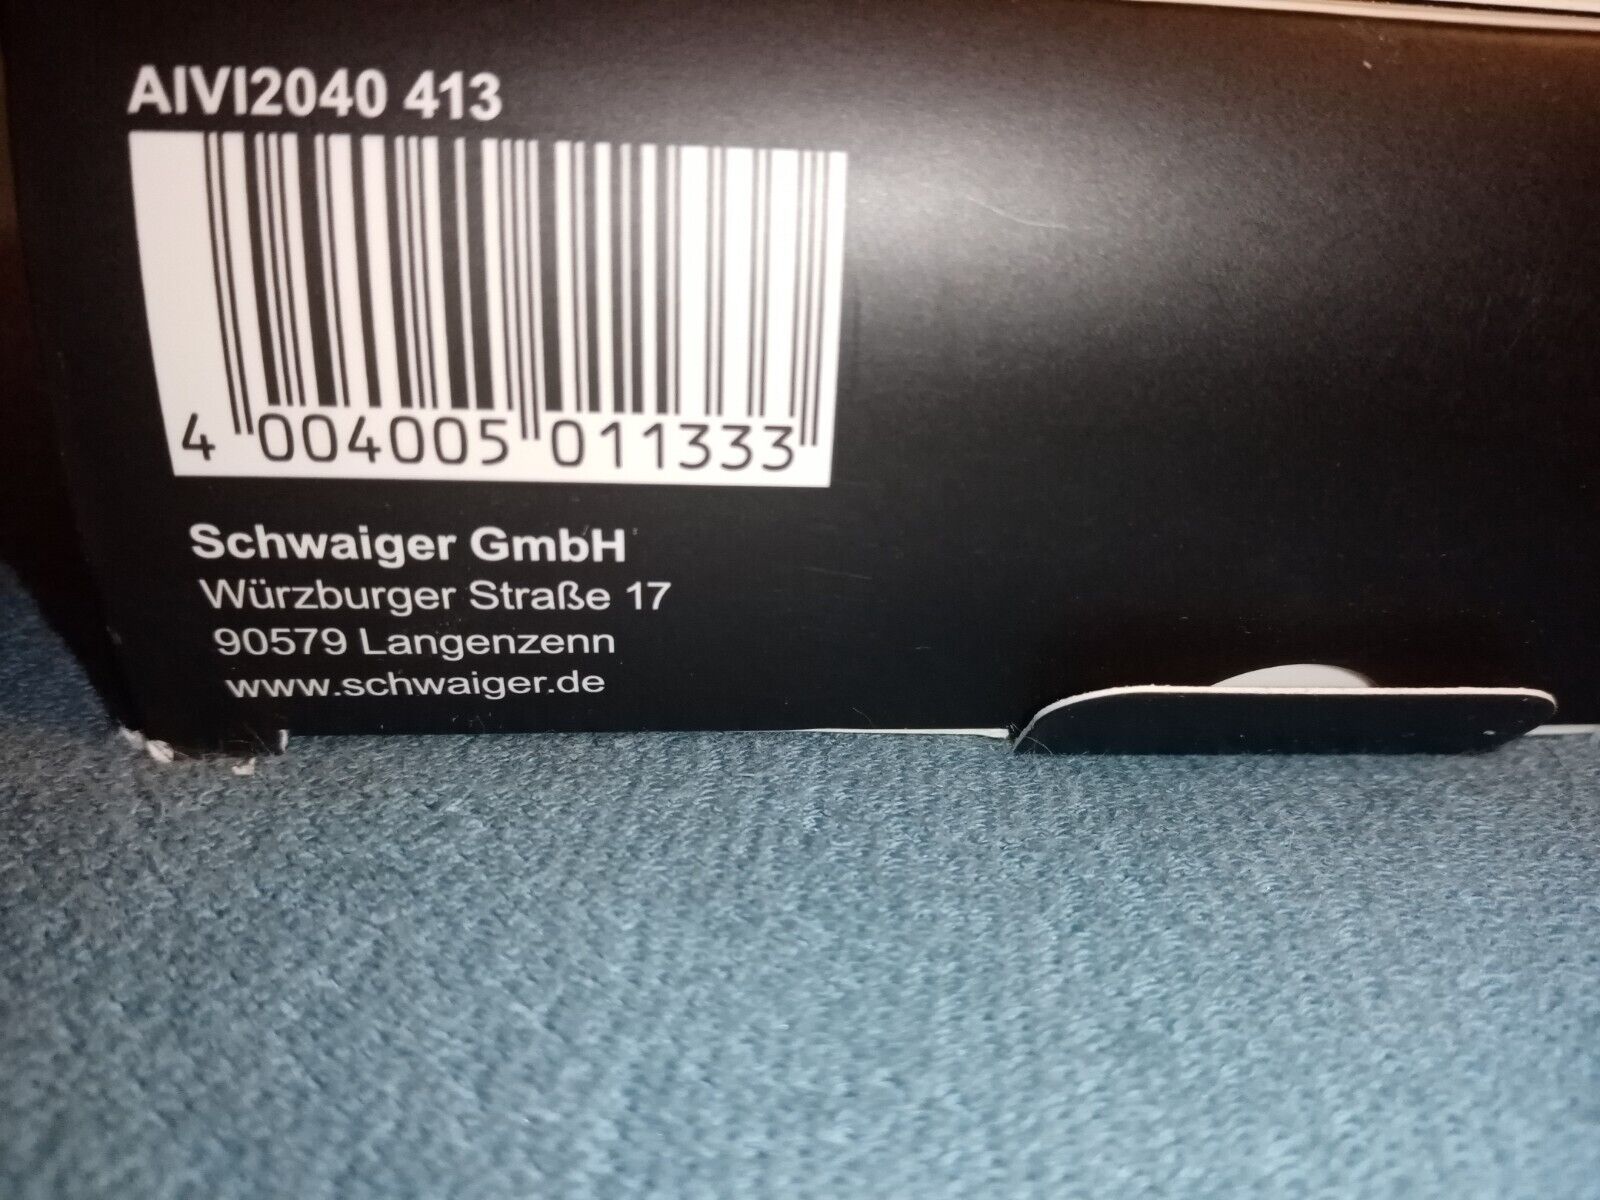 AIVI2040 413
4 004005 011333
Schwaiger GmbH
Würzburger Straße 17
90579 Langenzenn
www.schwaiger.de